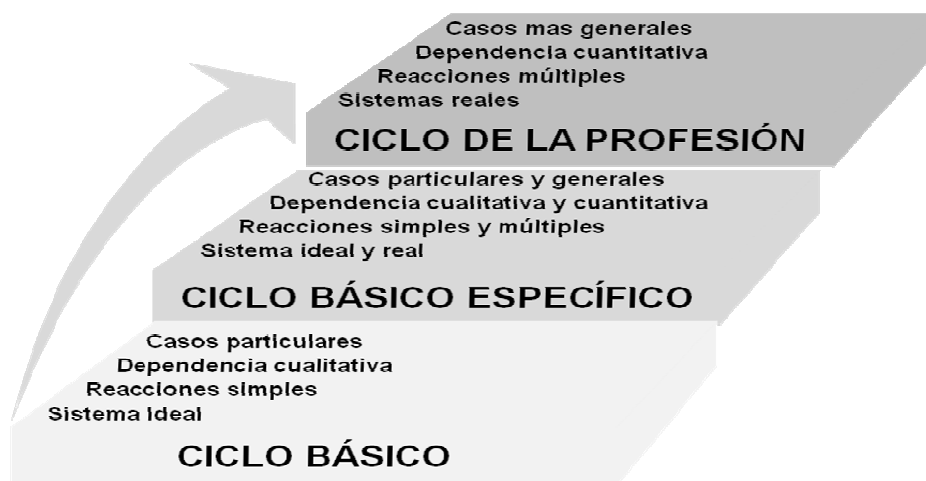 Casos mas generales
Dependencia cuantitativa
Reacciones múltiples
Sistemas reales
CICLO DE LA PROFESIÓN
Casos particulares y generales
Dependencia cualitativa y cuantitativa
Reacciones simples y múltiples
Sistema ideal y real
CICLO BÁSICO ESPECÍFICO
Casos particulares
Dependencia cualitativa
Reacciones simples
Sistema ideal
CICLO BÁSICO